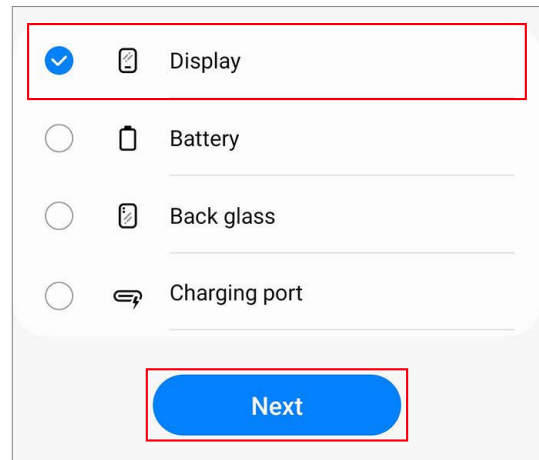 Display
Battery
Back glass
Charging port
Next